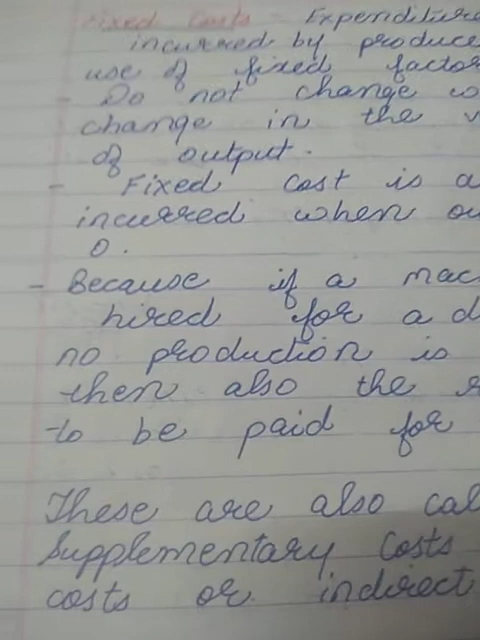 Fixed Costs - Expenditure
incurred by produce
use of fixed factor
- Do not change w
change in the
of output.
- Fixed cost is a
incurred when ou
0.
- Because if a mac
hired for a d
no production is
then also the r
to be paid for
These are also cal
Supplementary Costs
costs or indirect